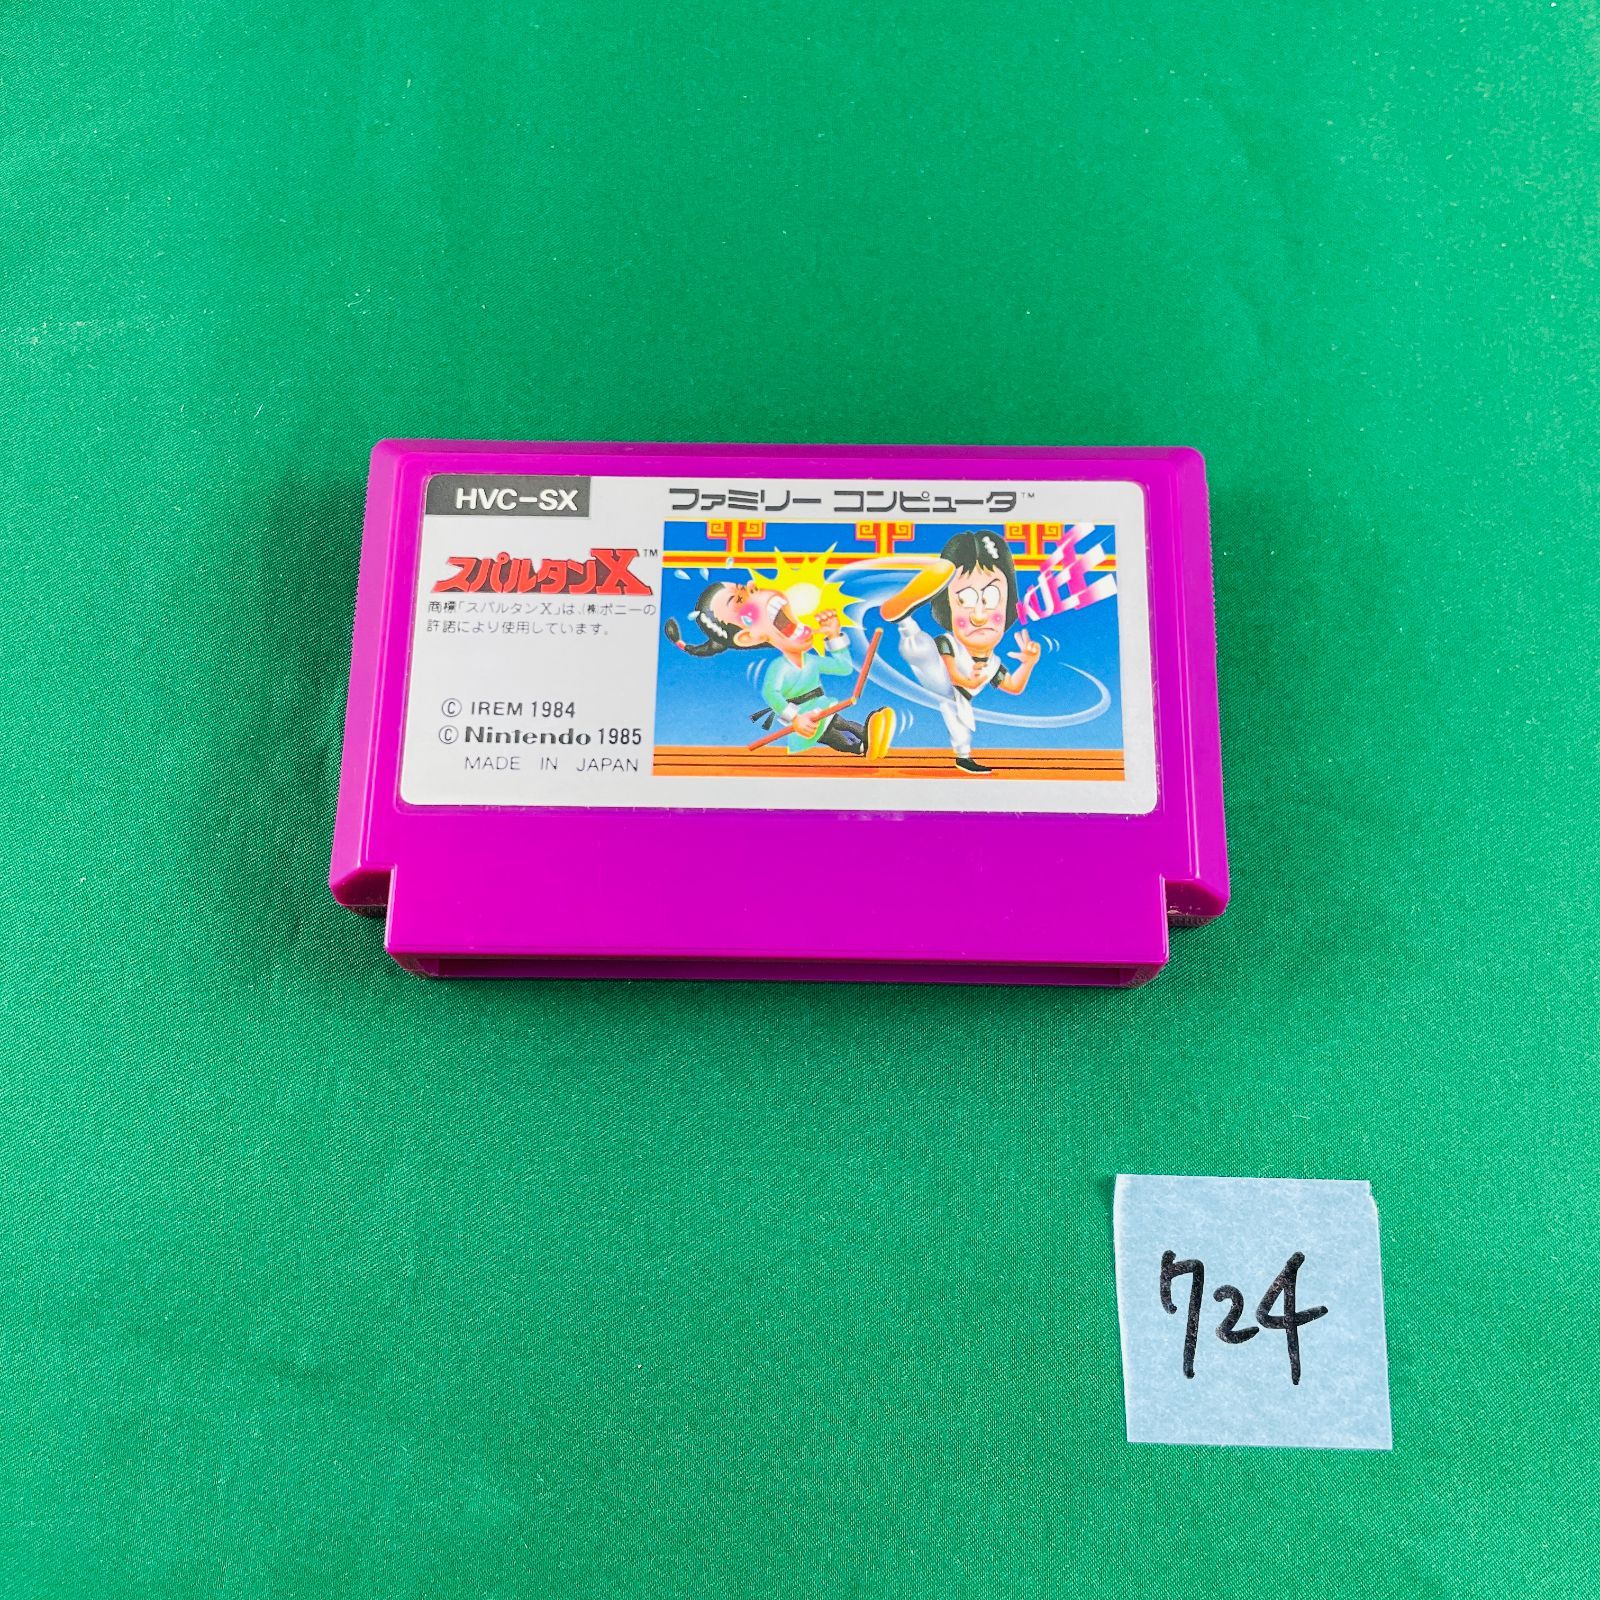 HVC-SX
ファミリー コンピュータ™
スパルタンX™
商標「スパルタンX」は、(株)ポニーの
許諾により使用しています。
© IREM 1984
© Nintendo 1985
MADE IN JAPAN
724